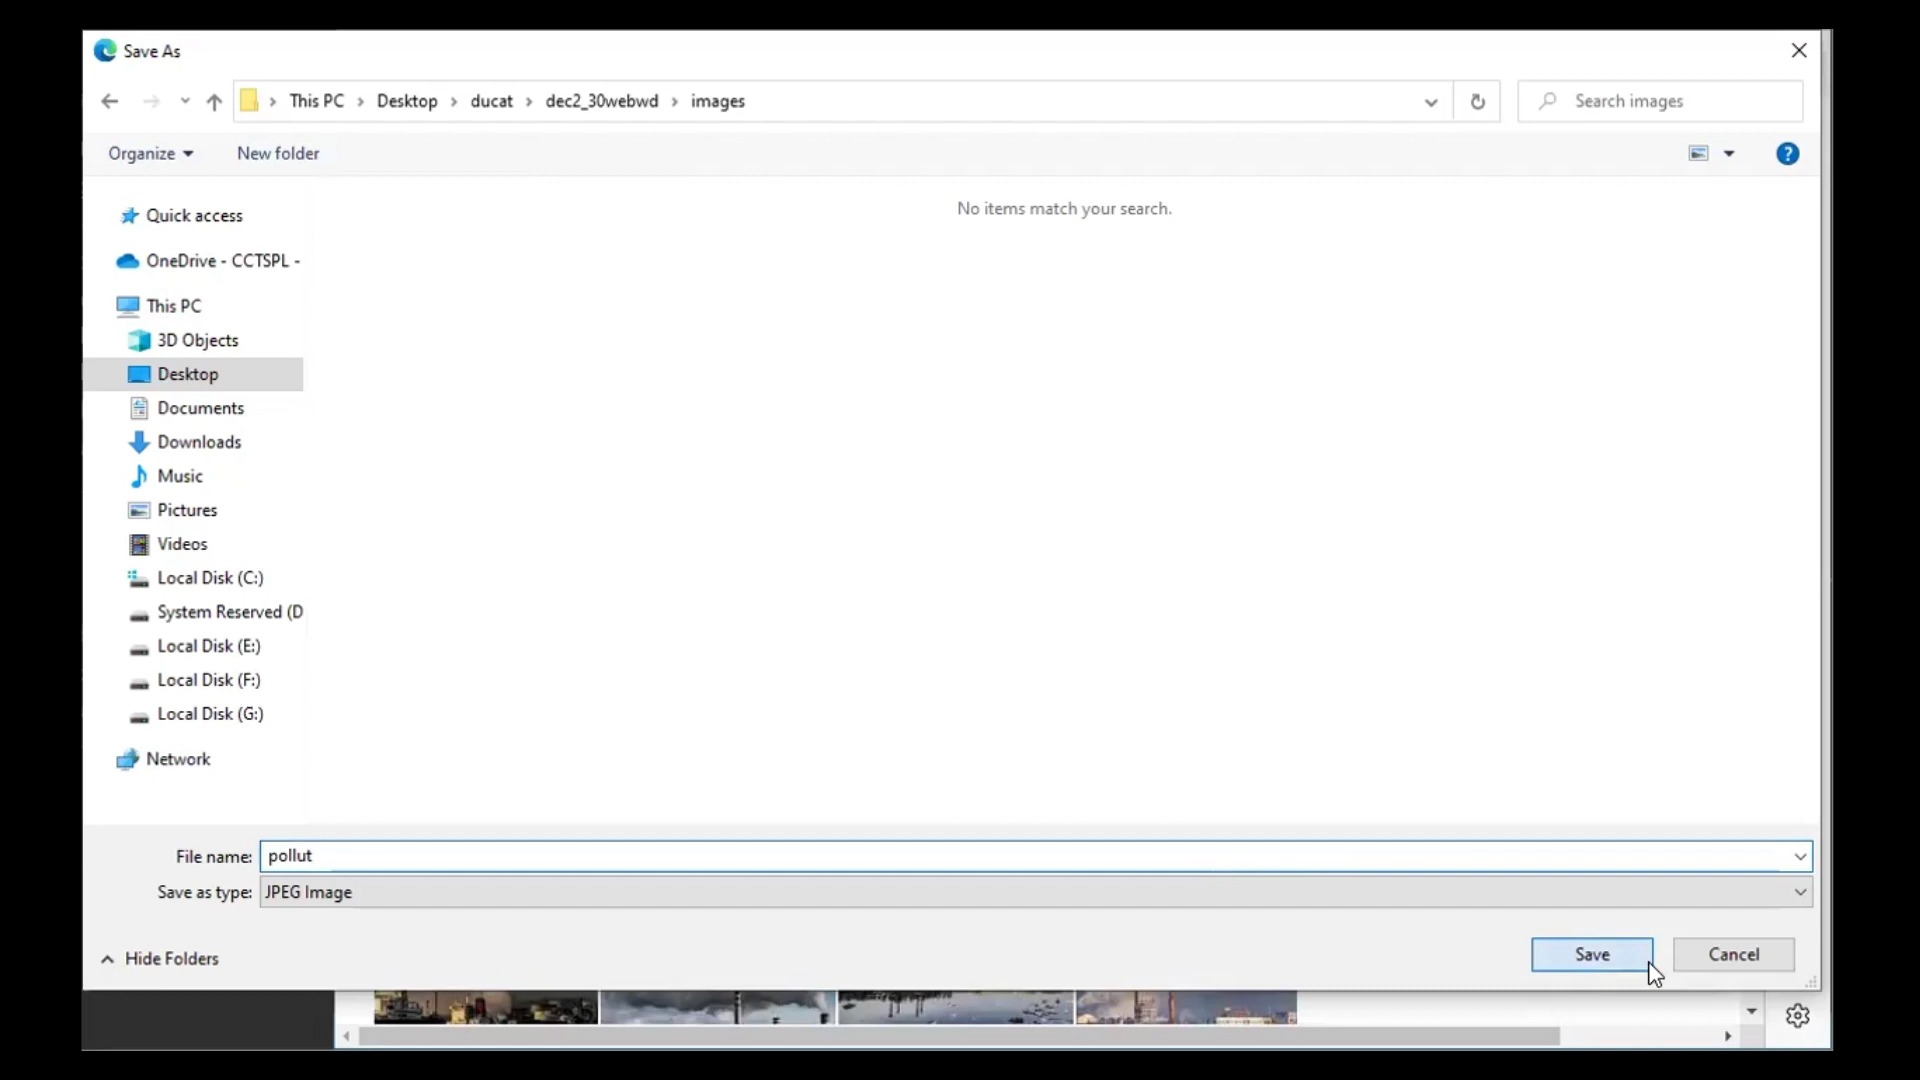 Save As
This PC > Desktop > ducat > dec2_30webwd > images
Search images
Organize
New folder
No items match your search.
Quick access
OneDrive - CCTSPL -
This PC
3D Objects
Desktop
Documents
Downloads
Music
Pictures
Videos
Local Disk (C:)
System Reserved (D
Local Disk (E:)
Local Disk (F:)
Local Disk (G:)
Network
File name: pollut
Save as type: JPEG Image
Hide Folders
Save
Cancel